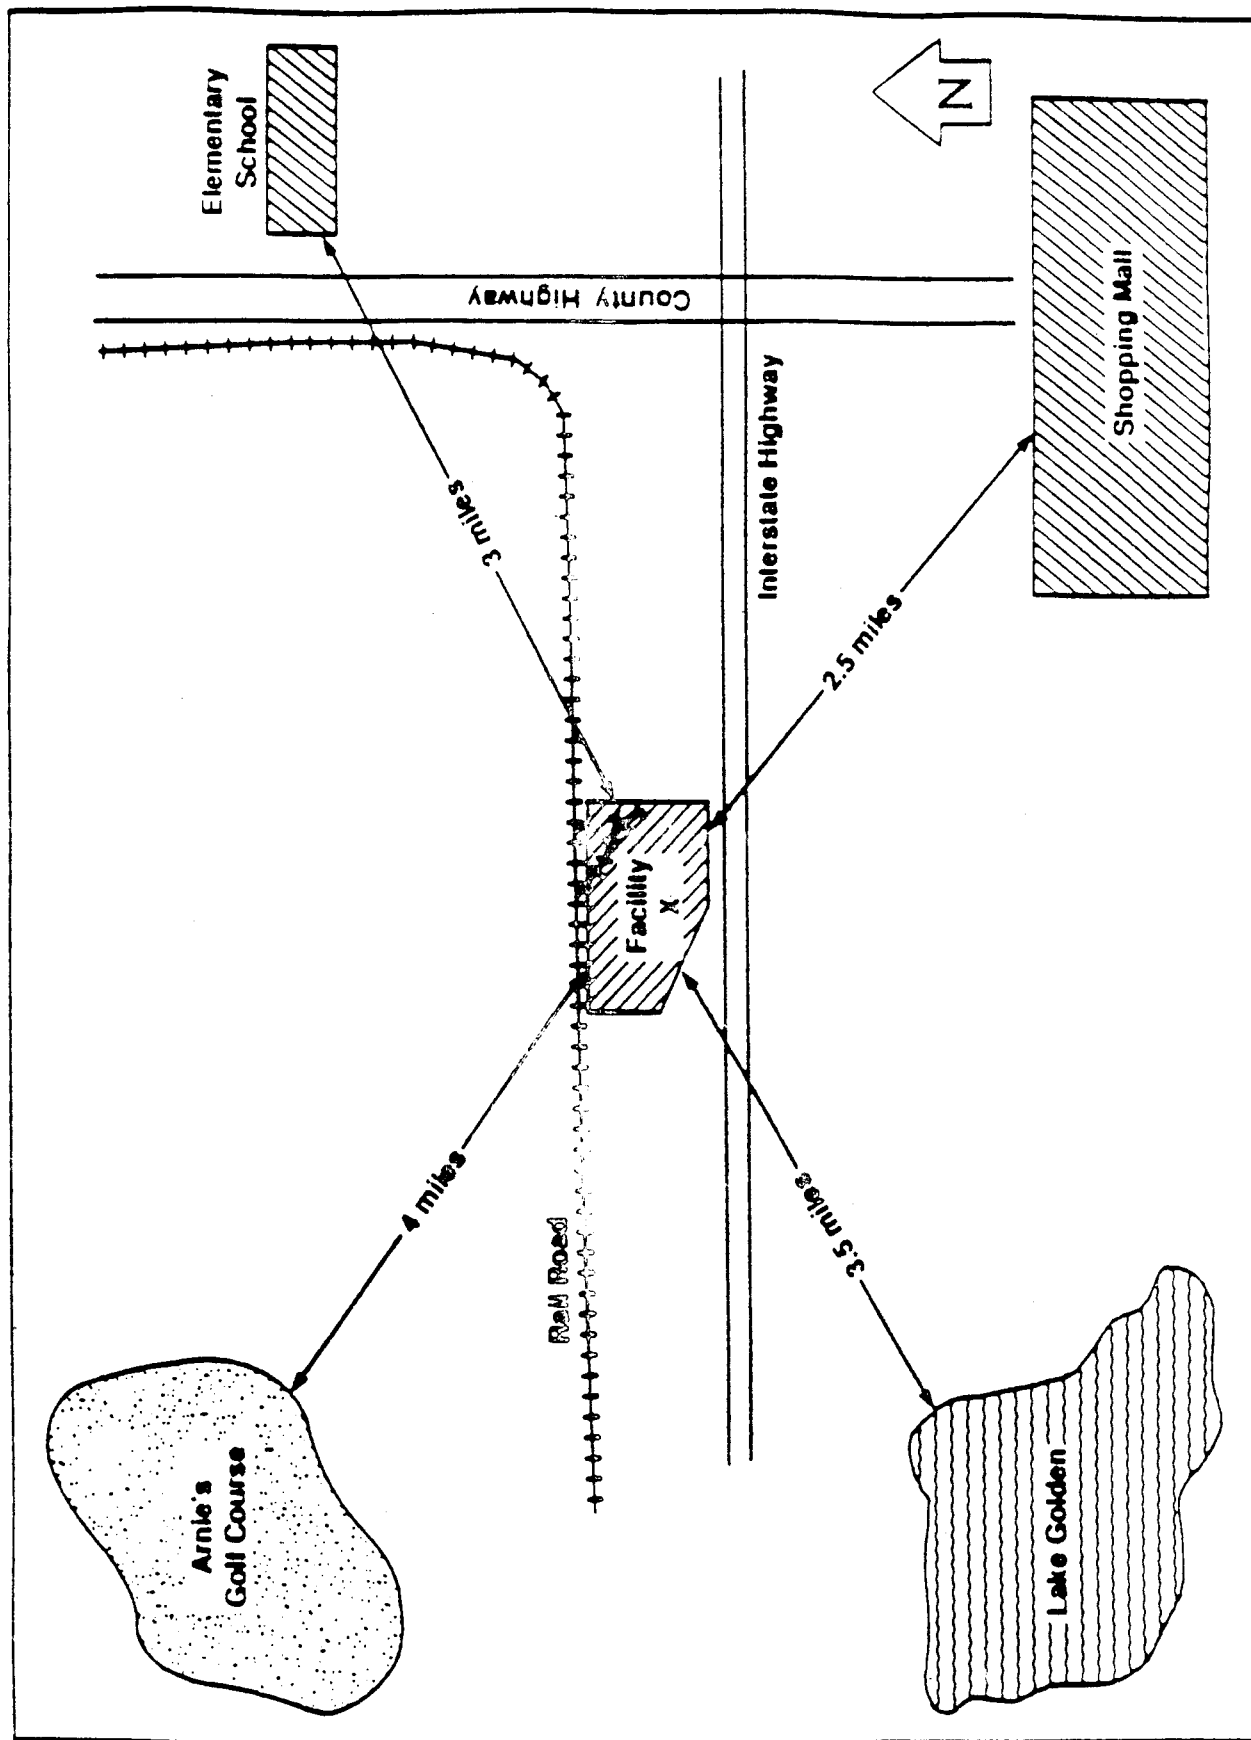 Arnie's
Golf Course
4 miles
Rail Road
Elementary
School
3 miles
County Highway
Facility
X
Interstate Highway
N
3.5 miles
2.5 miles
Lake Golden
Shopping Mall